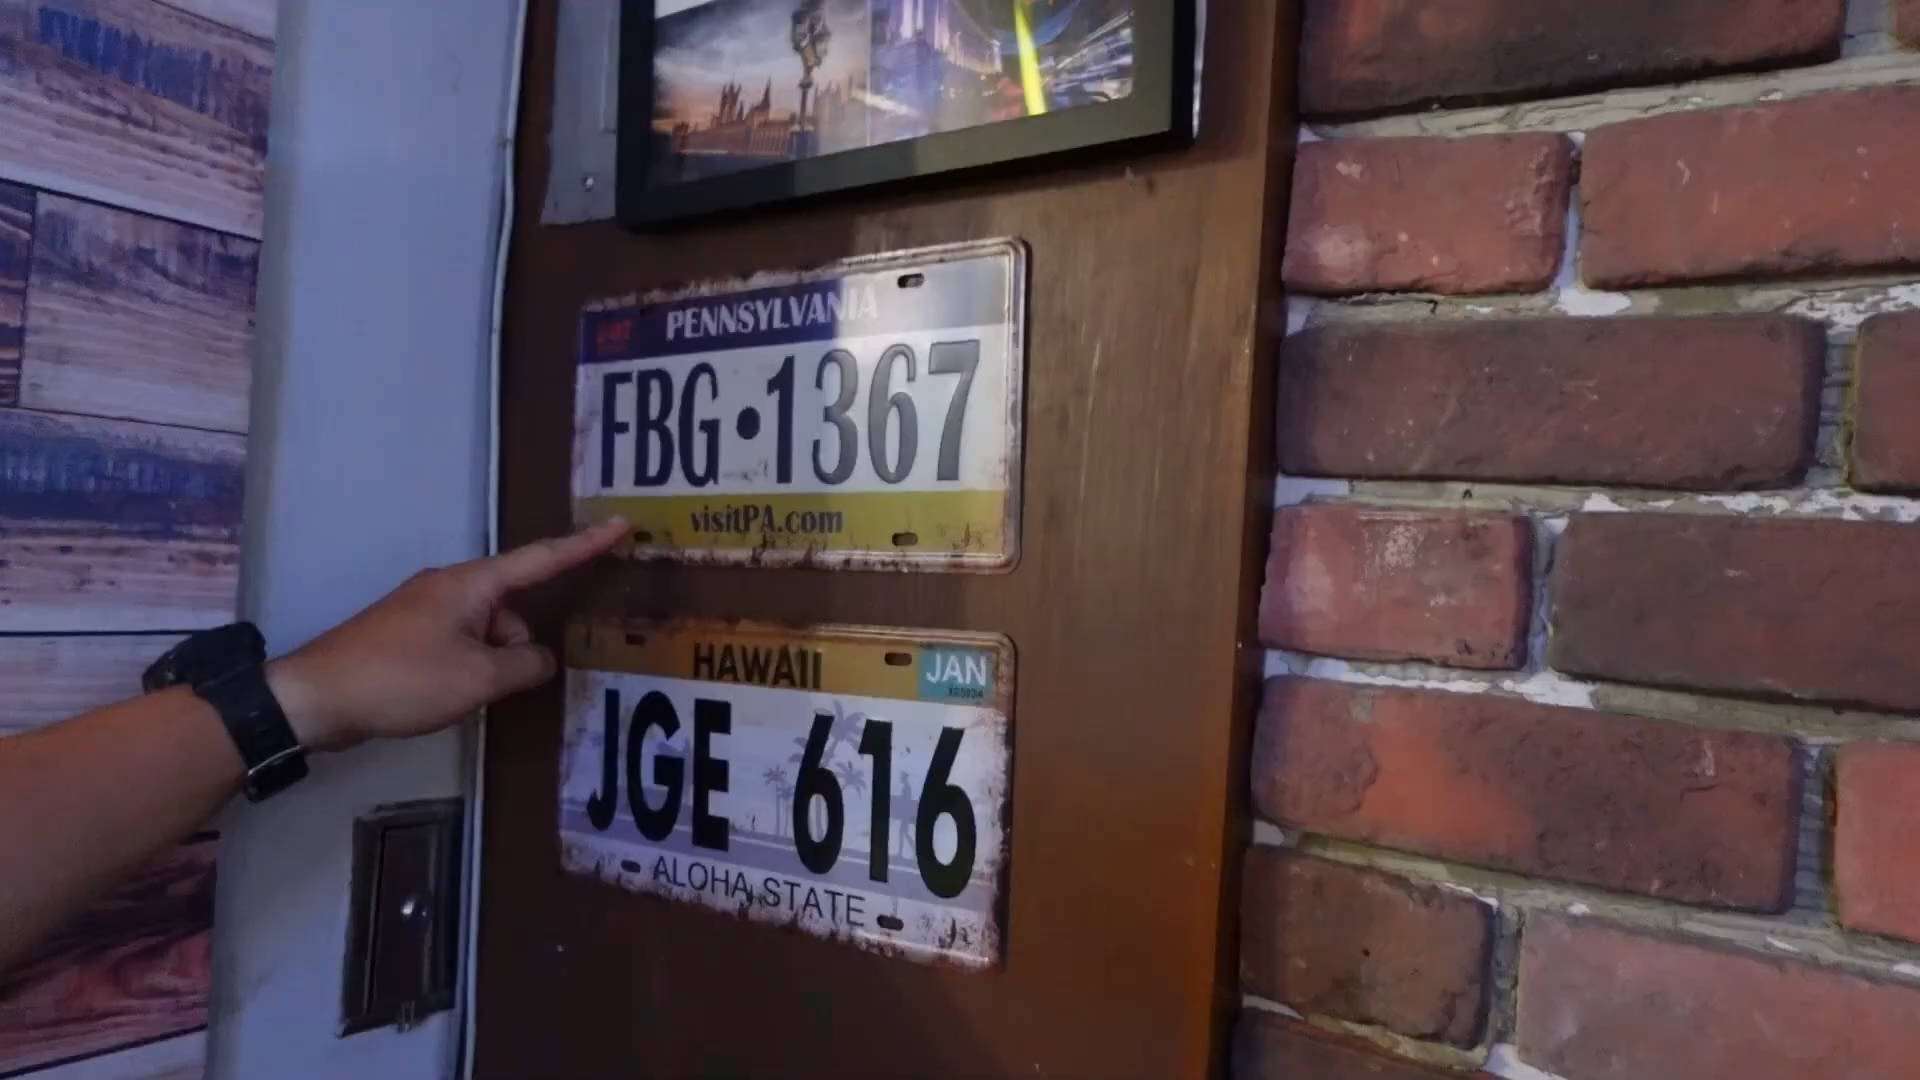 PENNSYLVANIA
FBG•1367
visitPA.com
HAWAII
JAN
JGE 616
ALOHA STATE